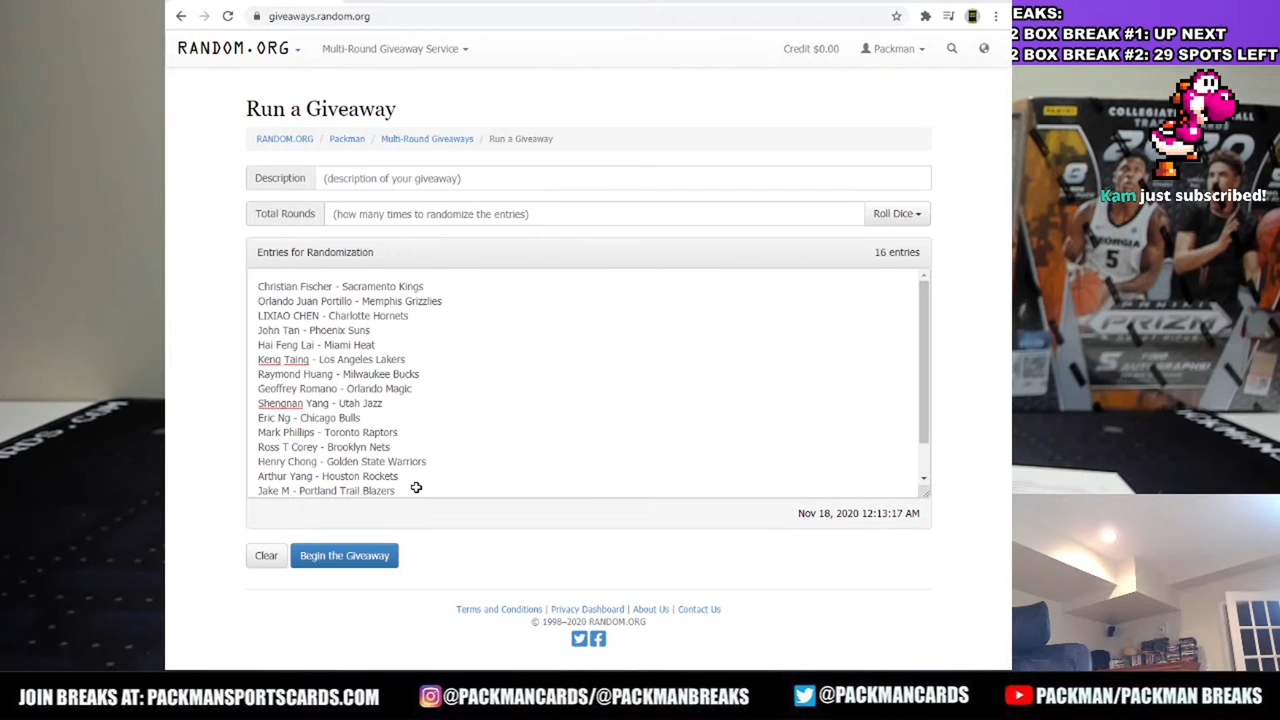 giveaways.random.org
RANDOM.ORG
Multi-Round Giveaway Service
Credit $0.00
Packman
Run a Giveaway
RANDOM.ORG / Packman / Multi-Round Giveaways / Run a Giveaway
Description (description of your giveaway)
Total Rounds (how many times to randomize the entries) Roll Dice
Entries for Randomization 16 entries
Christian Fischer - Sacramento Kings
Orlando Juan Portillo - Memphis Grizzlies
LIXIAO CHEN - Charlotte Hornets
John Tan - Phoenix Suns
Hai Feng Lai - Miami Heat
Keng Taing - Los Angeles Lakers
Raymond Huang - Milwaukee Bucks
Geoffrey Romano - Orlando Magic
Shengnan Yang - Utah Jazz
Eric Ng - Chicago Bulls
Mark Phillips - Toronto Raptors
Ross T Corey - Brooklyn Nets
Henry Chong - Golden State Warriors
Arthur Yang - Houston Rockets
Jake M - Portland Trail Blazers
Nov 18, 2020 12:13:17 AM
Clear Begin the Giveaway
Terms and Conditions | Privacy Dashboard | About Us | Contact Us
© 1998–2020 RANDOM.ORG
EAKS:
2 BOX BREAK #1: UP NEXT
2 BOX BREAK #2: 29 SPOTS LEFT
Kam just subscribed!
PANINI
2020
GEORGIA
5
PRIZM
JOIN BREAKS AT: PACKMANSPORTSCARDS.COM
@PACKMANCARDS/@PACKMANBREAKS
@PACKMANCARDS
PACKMAN/PACKMAN BREAKS